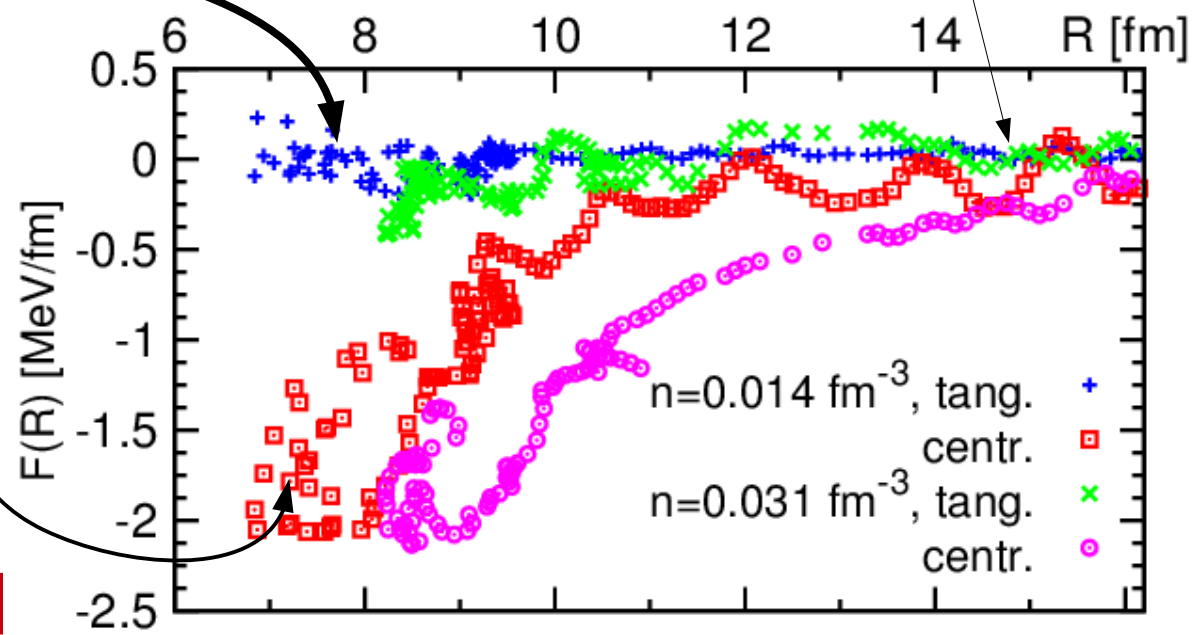 6 8 10 12 14 R [fm]
0.5
0
-0.5
-1
-1.5
-2
-2.5
F(R) [MeV/fm]
n=0.014 fm-3, tang.
centr.
n=0.031 fm-3, tang.
centr.